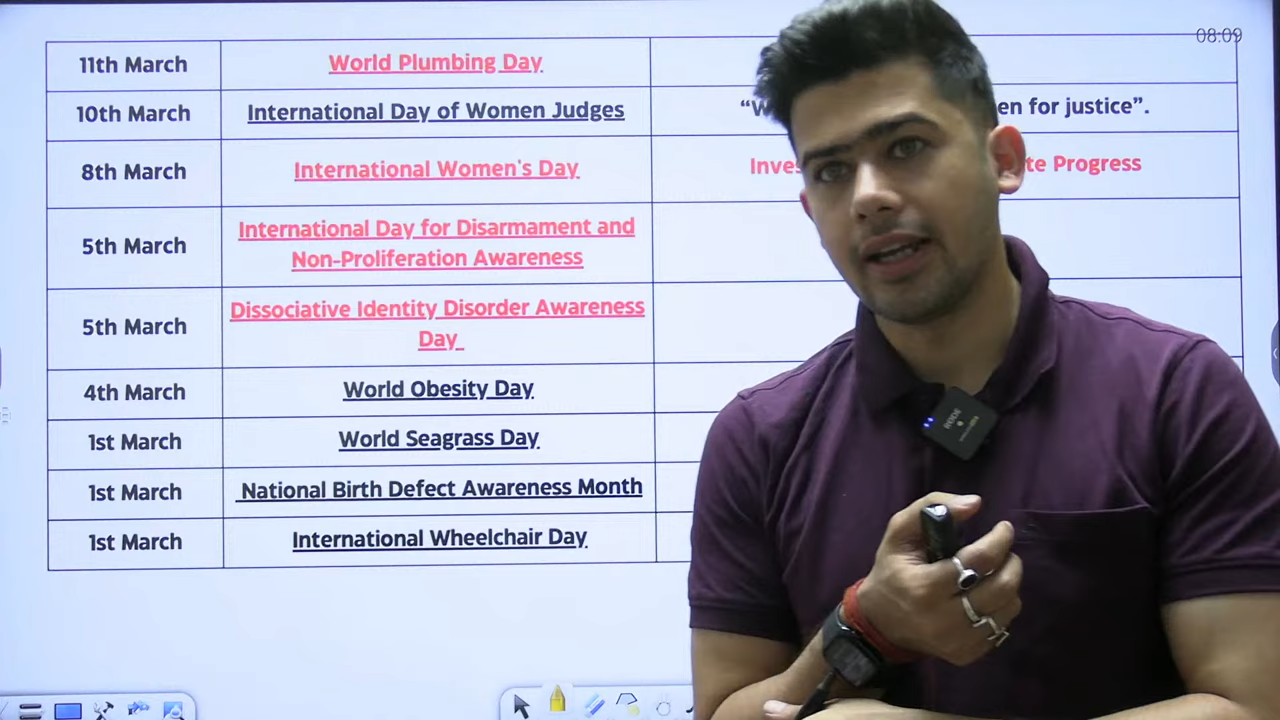 08:09
11th March World Plumbing Day
10th March International Day of Women Judges en for justice”.
8th March International Women's Day Progress
5th March International Day for Disarmament and
Non-Proliferation Awareness
5th March Dissociative Identity Disorder Awareness
Day
4th March World Obesity Day
1st March World Seagrass Day
1st March National Birth Defect Awareness Month
1st March International Wheelchair Day